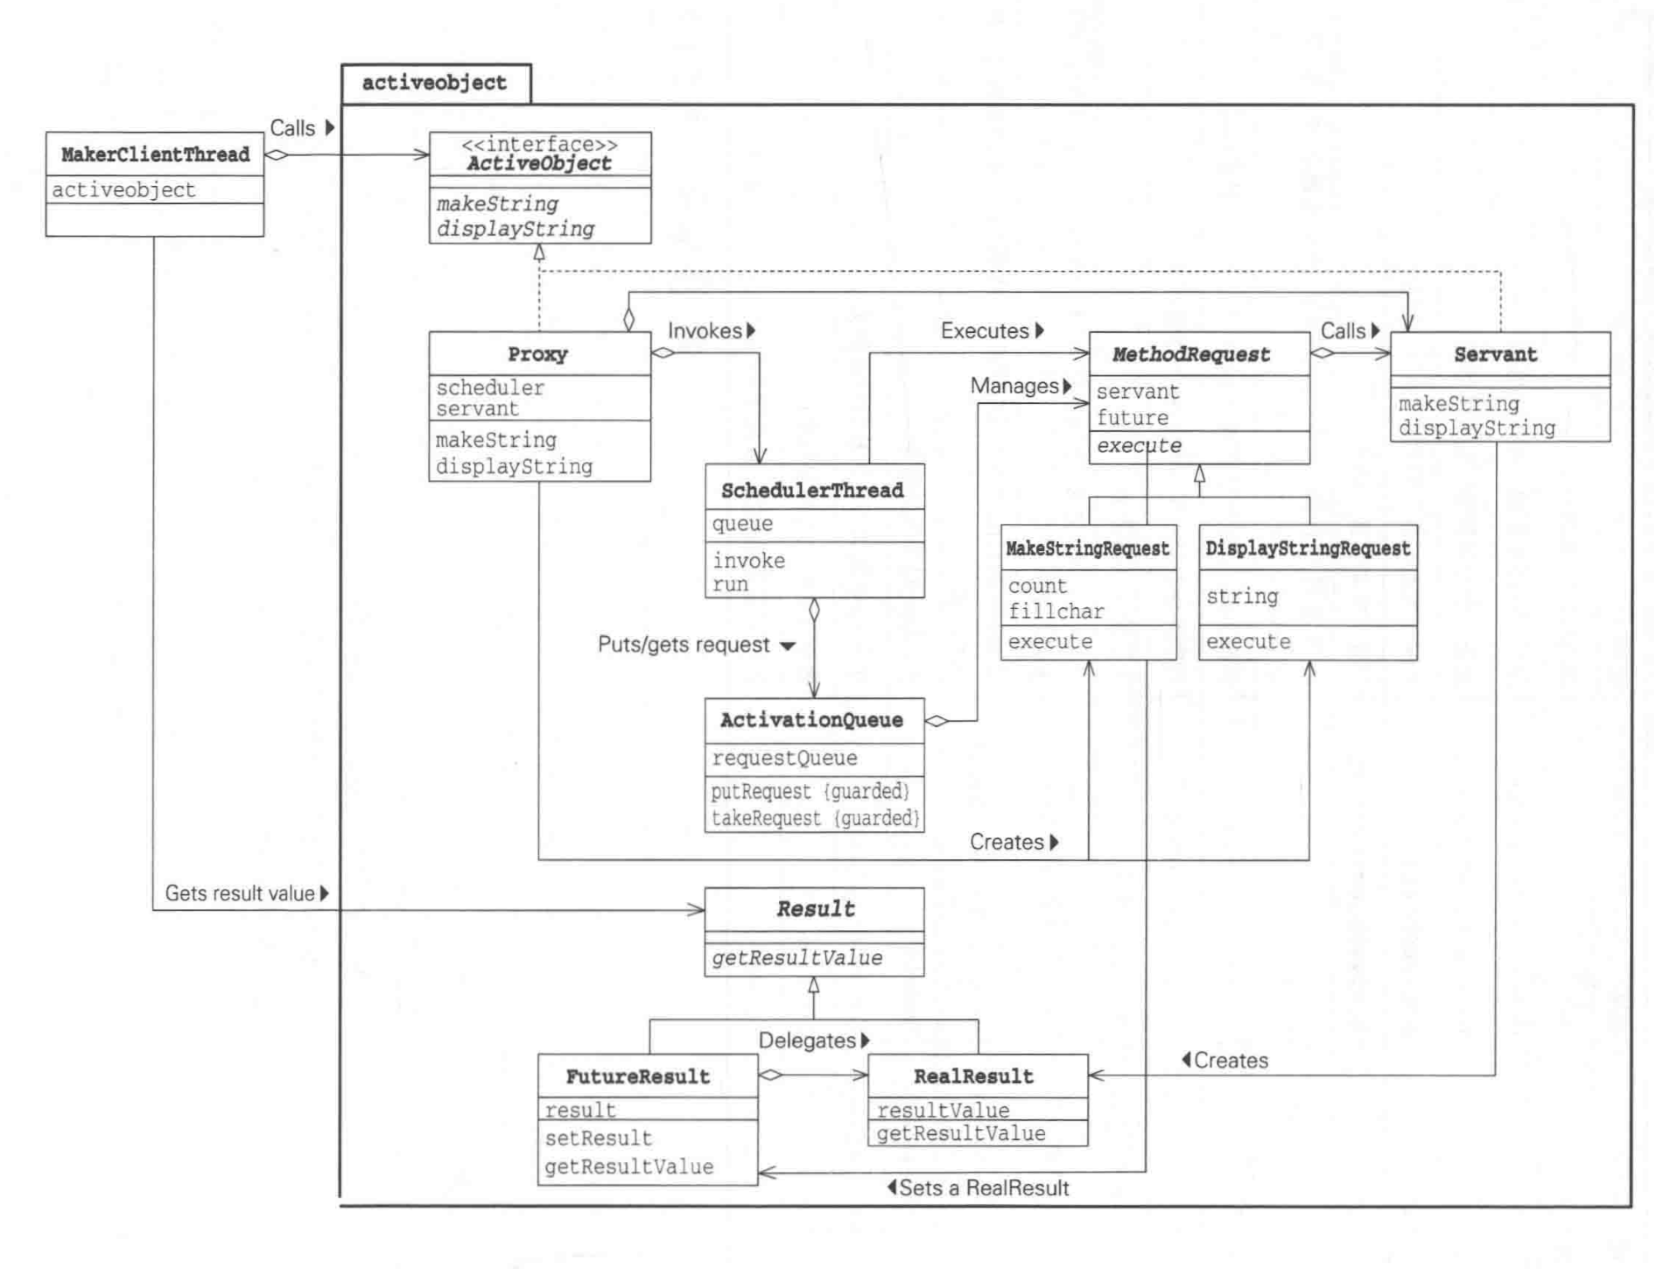 activeobject
Calls
MakerClientThread
activeobject
<<interface>>
ActiveObject
makeString
displayString
Proxy
scheduler
servant
makeString
displayString
Invokes
Executes
Manages
MethodRequest
servant
future
execute
Calls
Servant
makeString
displayString
SchedulerThread
queue
invoke
run
MakeStringRequest
count
fillchar
execute
DisplayStringRequest
string
execute
Puts/gets request
ActivationQueue
requestQueue
putRequest {guarded}
takeRequest {guarded}
Creates
Gets result value
Result
getResultValue
Delegates
FutureResult
result
setResult
getResultValue
RealResult
resultValue
getResultValue
Creates
Sets a RealResult